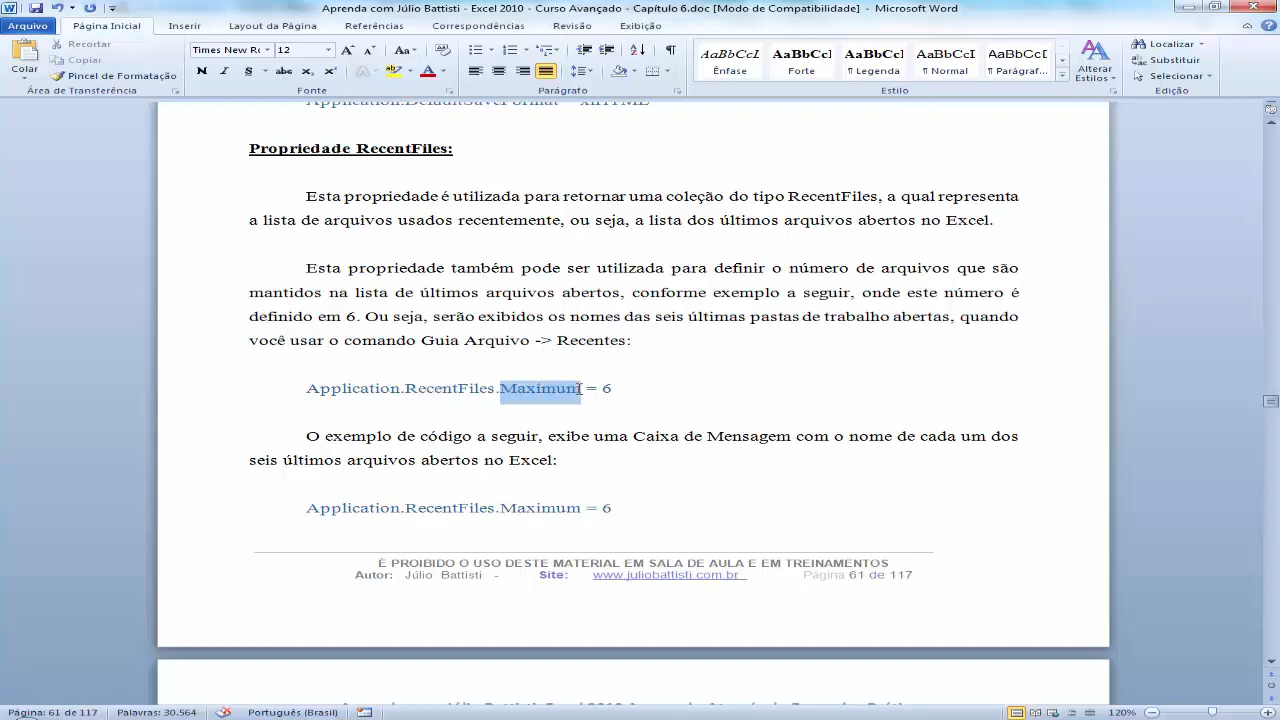 Aprenda com Júlio Battisti - Excel 2010 - Curso Avançado - Capítulo 6.doc [Modo de Compatibilidade] - Microsoft Word
Arquivo Página Inicial Inserir Layout da Página Referências Correspondências Revisão Exibição
Recortar
Copiar
Pincel de Formatação
Colar
Times New R 12
N I S abc x₂ x² Aa A A
AaBbCcI AaBbCcl AaBbCcl AaBbCcI AaBbCcI
Ênfase Forte ¶ Legenda ¶ Normal ¶ Parágraf...
Alterar Estilos
Localizar
Substituir
Selecionar
Área de Transferência Fonte Parágrafo Estilo Edição
Propriedade RecentFiles:
Esta propriedade é utilizada para retornar uma coleção do tipo RecentFiles, a qual representa
a lista de arquivos usados recentemente, ou seja, a lista dos últimos arquivos abertos no Excel.
Esta propriedade também pode ser utilizada para definir o número de arquivos que são
mantidos na lista de últimos arquivos abertos, conforme exemplo a seguir, onde este número é
definido em 6. Ou seja, serão exibidos os nomes das seis últimas pastas de trabalho abertas, quando
você usar o comando Guia Arquivo -> Recentes:
Application.RecentFiles.Maximum = 6
O exemplo de código a seguir, exibe uma Caixa de Mensagem com o nome de cada um dos
seis últimos arquivos abertos no Excel:
Application.RecentFiles.Maximum = 6
É PROIBIDO O USO DESTE MATERIAL EM SALA DE AULA E EM TREINAMENTOS
Autor: Júlio Battisti - Site: www.juliobattisti.com.br Página 61 de 117
Página: 61 de 117 Palavras: 30.564 Português (Brasil) 120%